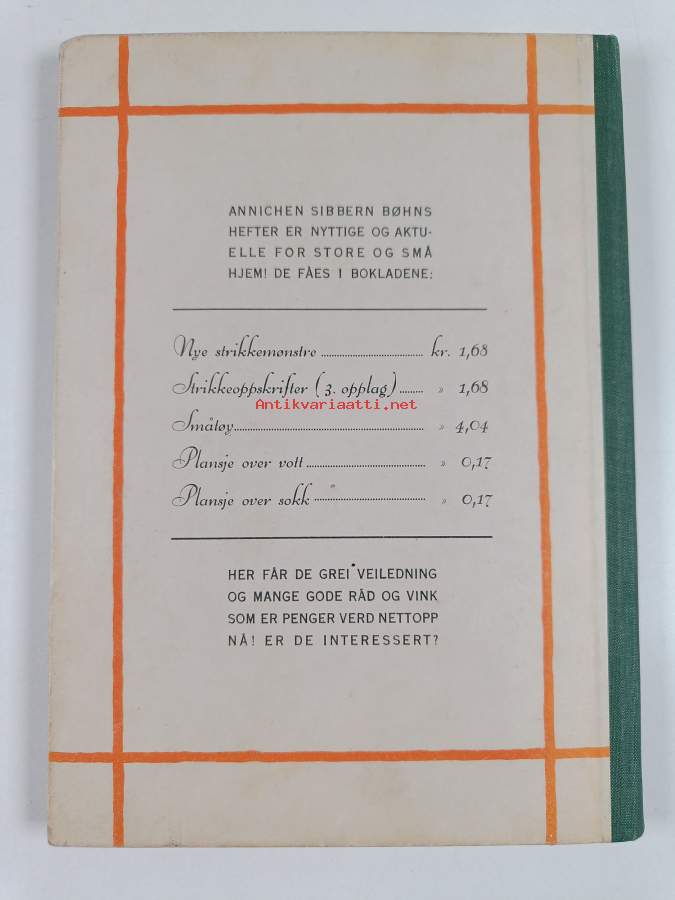 ANNICHEN SIBBERN BØHNS
HEFTER ER NYTTIGE OG AKTU-
ELLE FOR STORE OG SMÅ
HJEM! DE FÅES I BOKLADENE:
Nye strikkemønstre ........ kr. 1,68
Strikkeoppskrifter (3. opplag) ........ » 1,68
Antikvariaatti.net
Småtøy ........ » 4,04
Plansje over vott ........ » 0,17
Plansje over sokk ........ » 0,17
HER FÅR DE GREI VEILEDNING
OG MANGE GODE RÅD OG VINK
SOM ER PENGER VERD NETTOPP
NÅ! ER DE INTERESSERT?